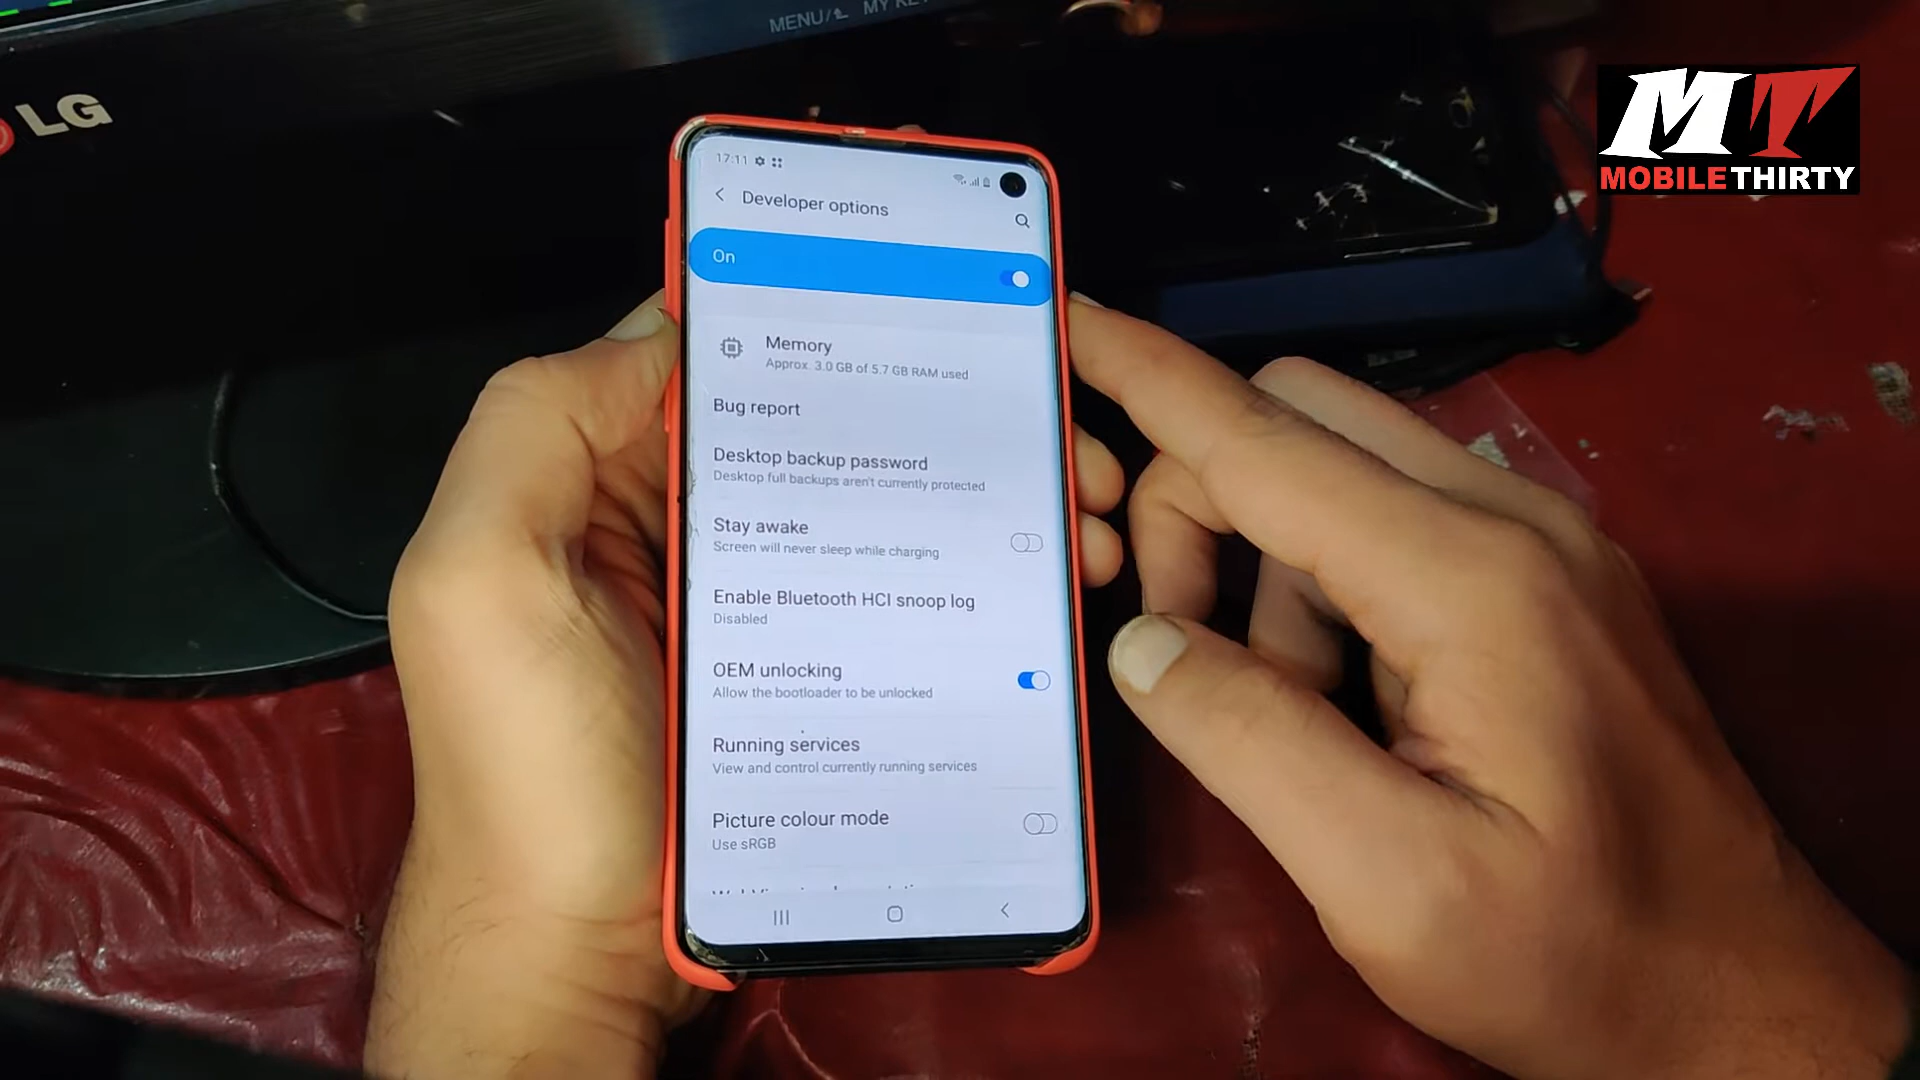 MENU/
LG
MT
MOBILETHIRTY
17:11
Developer options
On
Memory
Approx. 3.0 GB of 5.7 GB RAM used
Bug report
Desktop backup password
Desktop full backups aren't currently protected
Stay awake
Screen will never sleep while charging
Enable Bluetooth HCI snoop log
Disabled
OEM unlocking
Allow the bootloader to be unlocked
Running services
View and control currently running services
Picture colour mode
Use sRGB